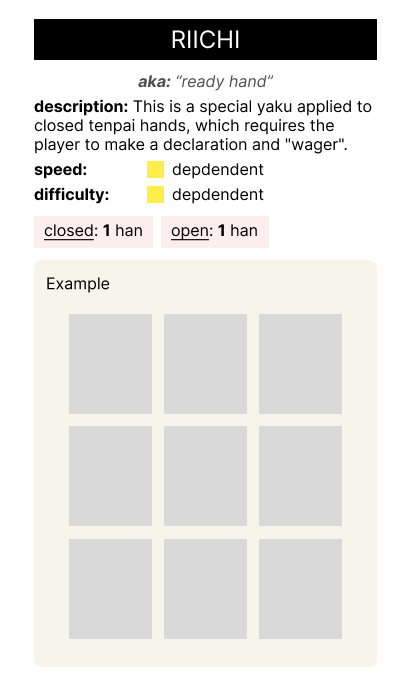 RIICHI
aka: “ready hand”
description: This is a special yaku applied to
closed tenpai hands, which requires the
player to make a declaration and "wager".
speed: depdendent
difficulty: depdendent
closed: 1 han open: 1 han
Example